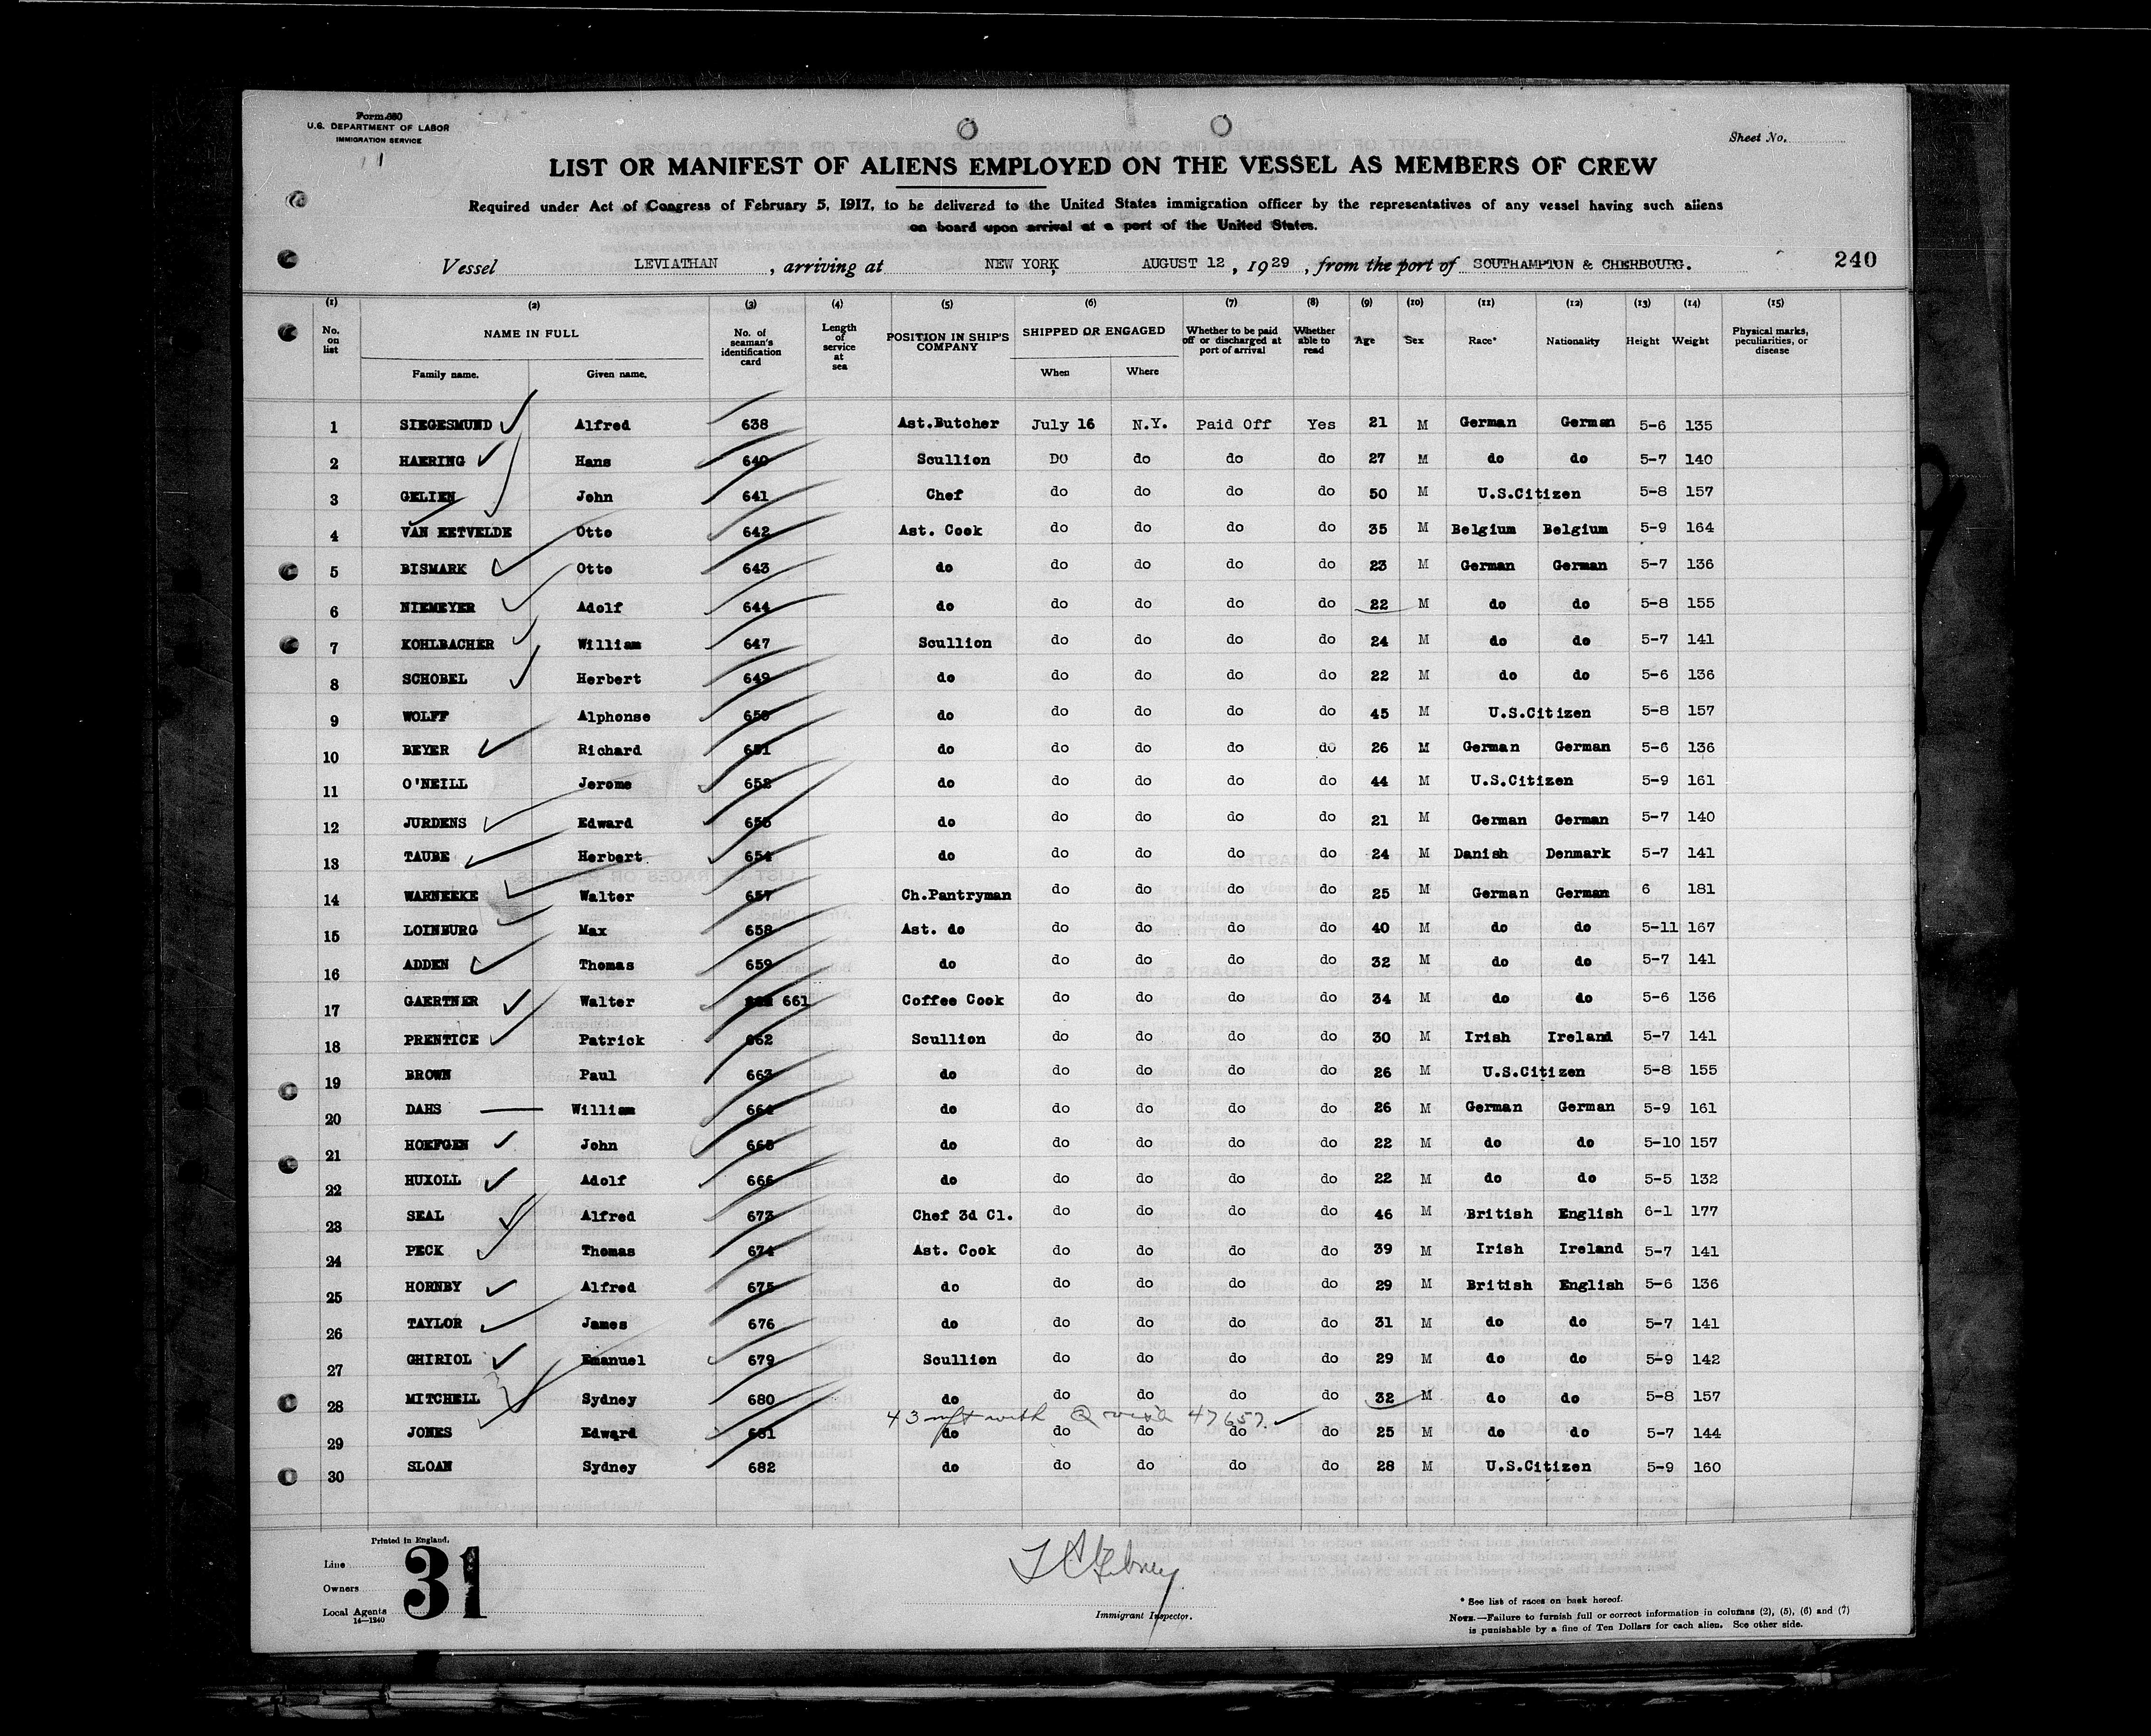 Form 680
U.S. DEPARTMENT OF LABOR
IMMIGRATION SERVICE
Sheet No.
LIST OR MANIFEST OF ALIENS EMPLOYED ON THE VESSEL AS MEMBERS OF CREW
Required under Act of Congress of February 5, 1917, to be delivered to the United States immigration officer by the representatives of any vessel having such aliens
on board upon arrival at a port of the United States.
Vessel LEVIATHAN, arriving at NEW YORK, AUGUST 12, 1929, from the port of SOUTHAMPTON & CHERBOURG. 240
(1) (2) (3) (4) (5) (6) (7) (8) (9) (10) (11) (12) (13) (14) (15)
No. on list NAME IN FULL Family name. Given name. No. of seaman's identification card Length of service at sea POSITION IN SHIP'S COMPANY SHIPPED OR ENGAGED When Where Whether to be paid off or discharged at port of arrival Whether able to read Age Sex Race* Nationality Height Weight Physical marks, peculiarities, or disease
1 SIEGESMUND Alfred 638 Ast.Butcher July 16 N.Y. Paid Off Yes 21 M German German 5-6 135
2 HAERING Hans 640 Scullion DO do do do 27 M do do 5-7 140
3 GELIEN John 641 Chef do do do do 50 M U.S.Citizen 5-8 157
4 VAN EETVELDE Otto 642 Ast. Cook do do do do 35 M Belgium Belgium 5-9 164
5 BISMARK Otto 643 do do do do do 23 M German German 5-7 136
6 NIEMEYER Adolf 644 do do do do do 22 M do do 5-8 155
7 KOHLBACHER William 647 Scullion do do do do 24 M do do 5-7 141
8 SCHOBEL Herbert 649 do do do do do 22 M do do 5-6 136
9 WOLFF Alphonse 650 do do do do do 45 M U.S.Citizen 5-8 157
10 BEYER Richard 651 do do do do do 26 M German German 5-6 136
11 O'NEILL Jerome 652 do do do do do 44 M U.S.Citizen 5-9 161
12 JURDENS Edward 653 do do do do do 21 M German German 5-7 140
13 TAUBE Herbert 654 do do do do do 24 M Danish Denmark 5-7 141
14 WARNEEKE Walter 657 Ch.Pantryman do do do do 25 M German German 6 181
15 LOINBURG Max 658 Ast. do do do do do 40 M do do 5-11 167
16 ADDEN Thomas 659 do do do do do 32 M do do 5-7 141
17 GAERTNER Walter 661 Coffee Cook do do do do 34 M do do 5-6 136
18 PRENTICE Patrick 662 Scullion do do do do 30 M Irish Ireland 5-7 141
19 BROWN Paul 663 do do do do do 26 M U.S.Citizen 5-8 155
20 DAHS William 664 do do do do do 26 M German German 5-9 161
21 HOEFGEN John 665 do do do do do 22 M do do 5-10 157
22 HUXOLL Adolf 666 do do do do do 22 M do do 5-5 132
23 SEAL Alfred 673 Chef 3d Cl. do do do do 46 M British English 6-1 177
24 PECK Thomas 674 Ast. Cook do do do do 39 M Irish Ireland 5-7 141
25 HORNBY Alfred 675 do do do do do 29 M British English 5-6 136
26 TAYLOR James 676 do do do do do 31 M do do 5-7 141
27 GHIRIOL Emanuel 679 Scullion do do do do 29 M do do 5-9 142
28 MITCHELL Sydney 680 do do do do do 32 M do do 5-8 157
43 with 47657
29 JONES Edward 681 do do do do do 25 M do do 5-7 144
30 SLOAN Sydney 682 do do do do do 28 M U.S.Citizen 5-9 160
Printed in England.
Line
Owners
Local Agents
14—1240
31
Immigrant Inspector.
* See list of races on back hereof.
NOTE.—Failure to furnish full or correct information in columns (2), (5), (6) and (7)
is punishable by a fine of Ten Dollars for each alien. See other side.